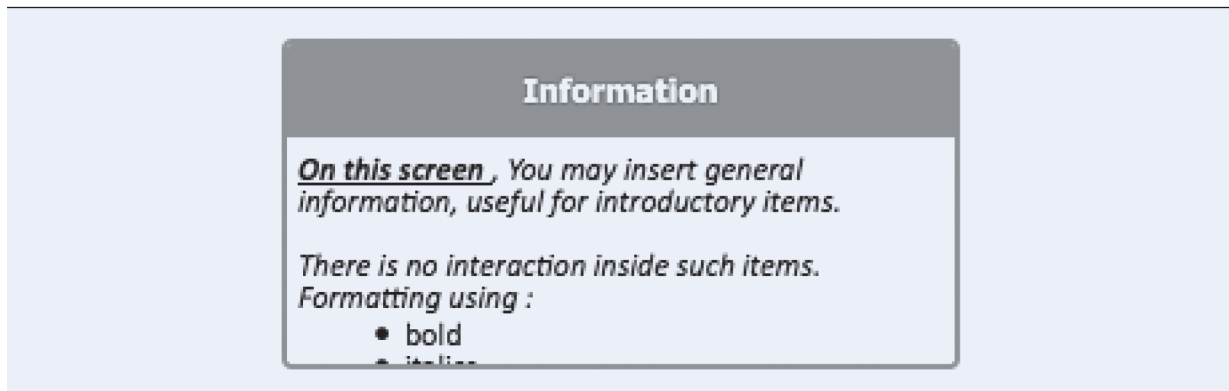 Information
On this screen , You may insert general
information, useful for introductory items.
There is no interaction inside such items.
Formatting using :
• bold